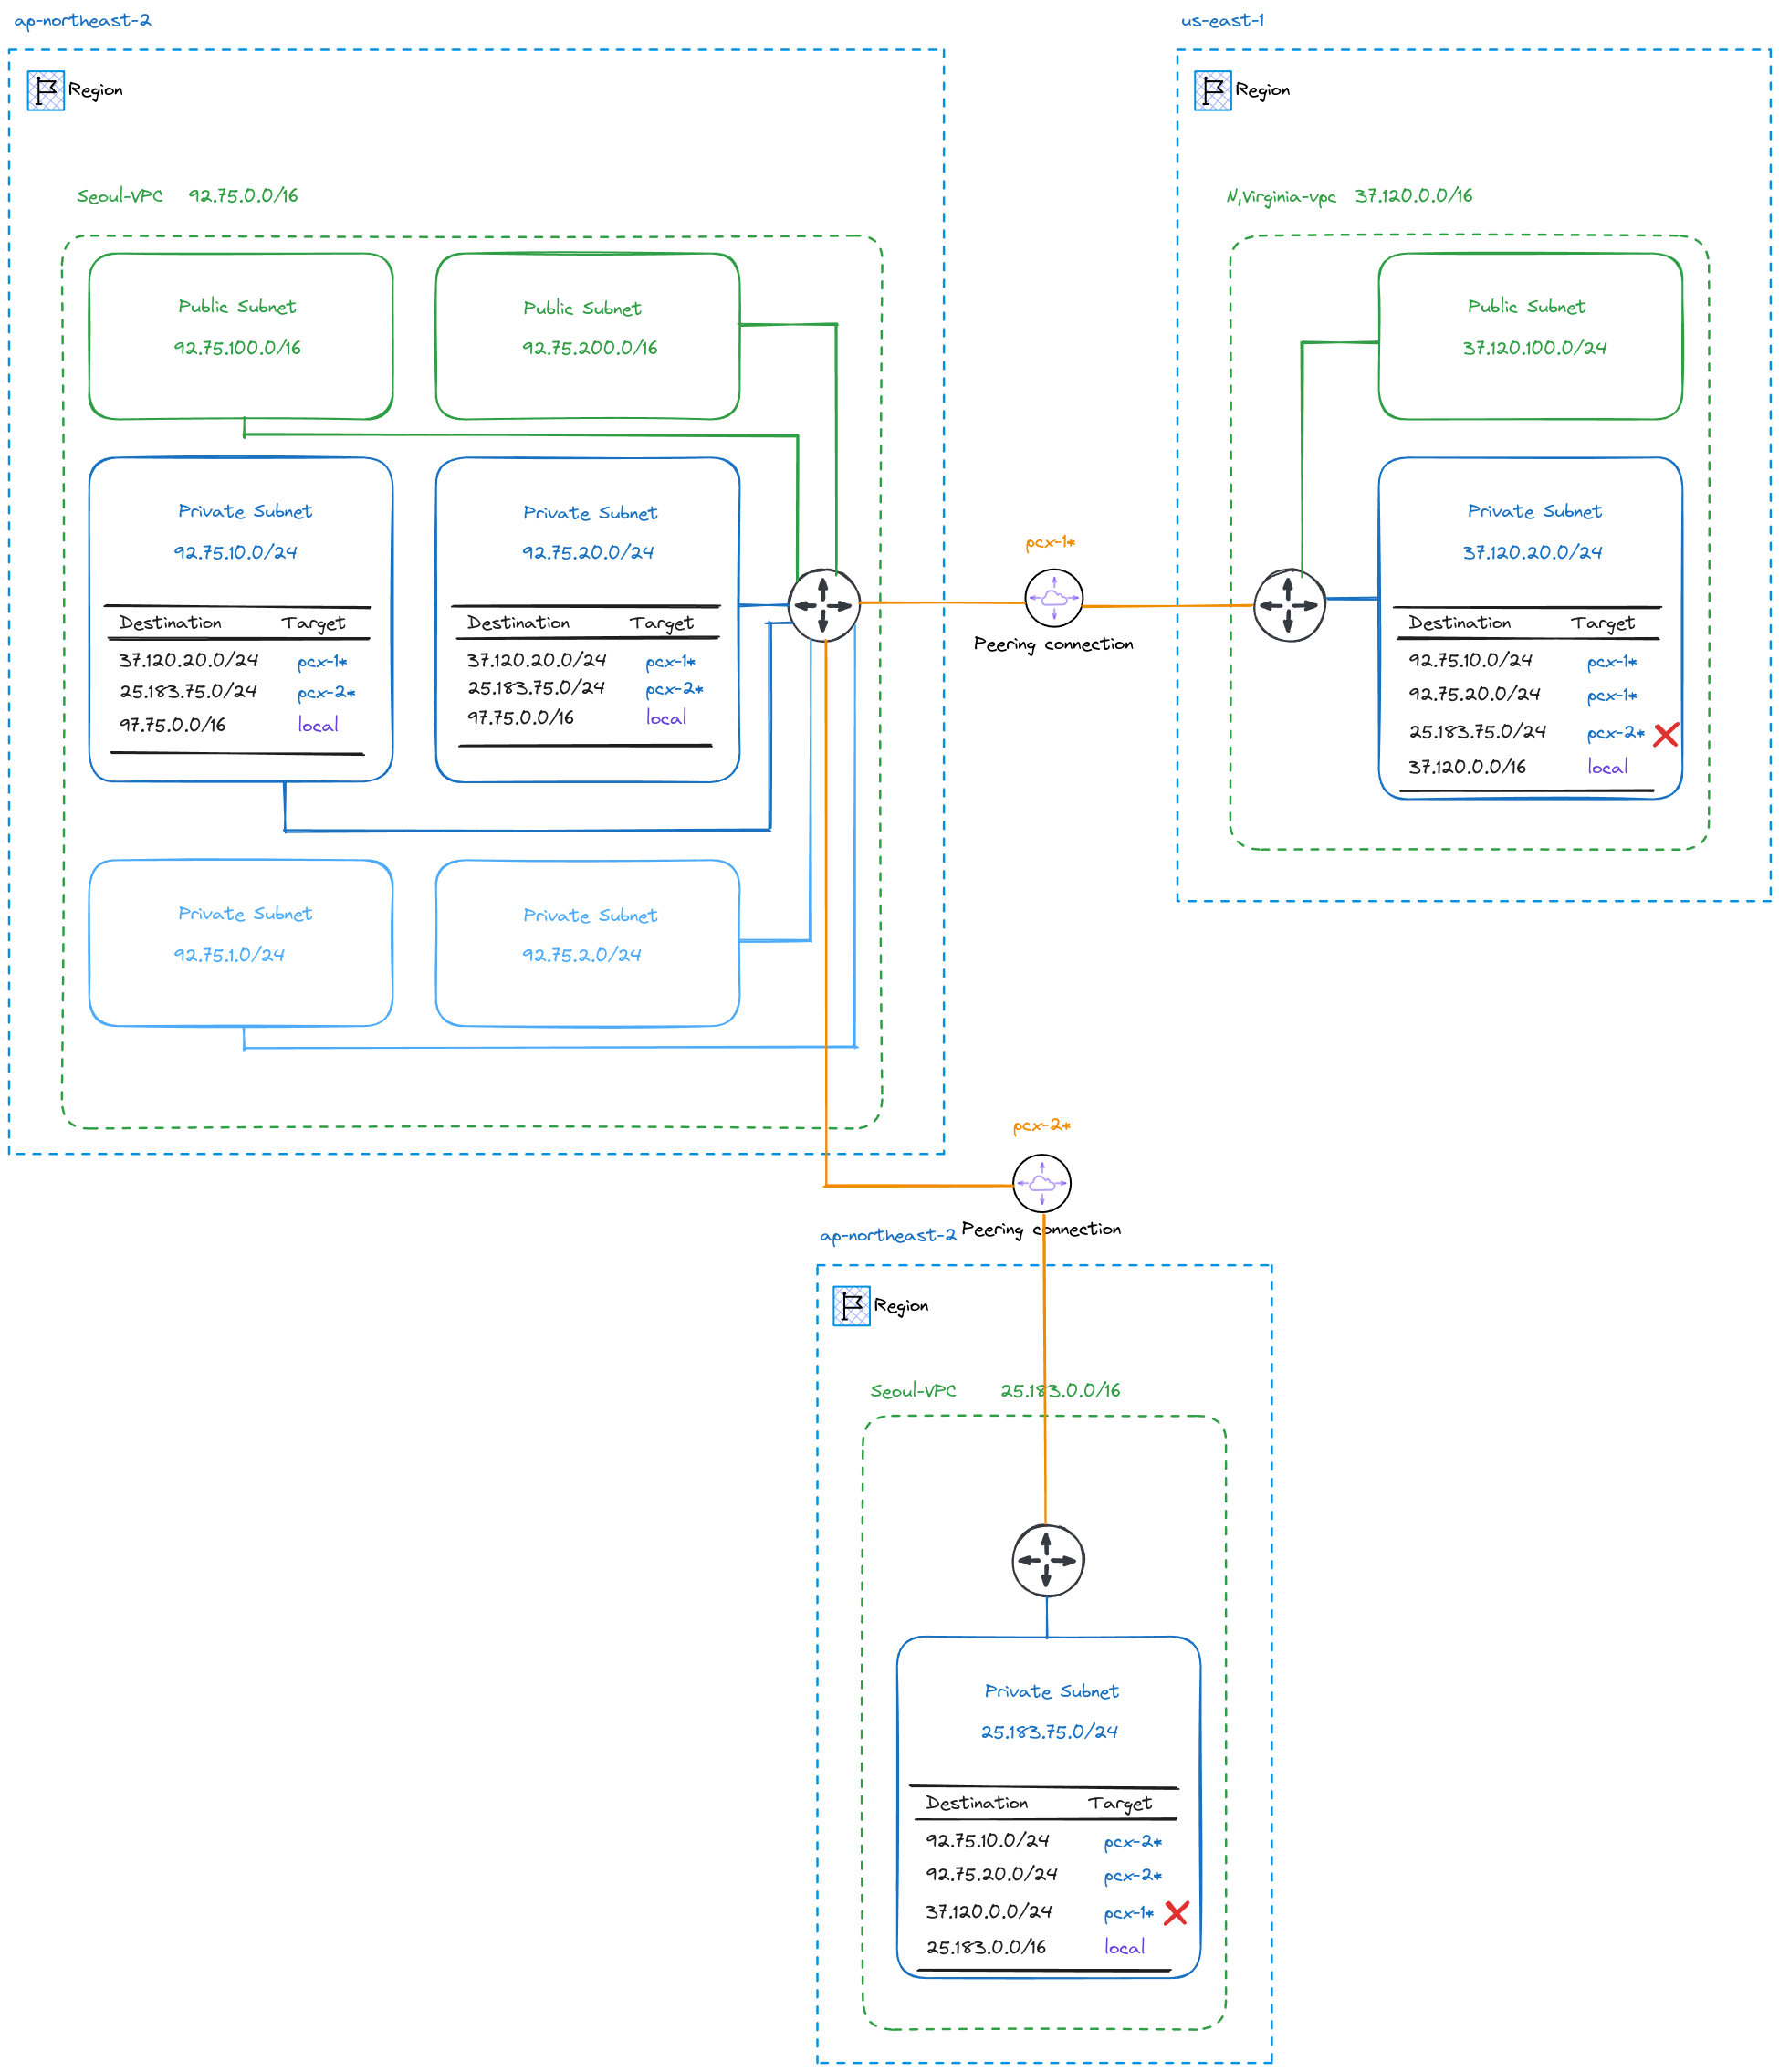 ap-northeast-2
Region
Seoul-VPC 92.75.0.0/16
Public Subnet
92.75.100.0/16
Public Subnet
92.75.200.0/16
Private Subnet
92.75.10.0/24
Destination Target
37.120.20.0/24 pcx-1*
25.183.75.0/24 pcx-2*
97.75.0.0/16 local
Private Subnet
92.75.20.0/24
Destination Target
37.120.20.0/24 pcx-1*
25.183.75.0/24 pcx-2*
97.75.0.0/16 local
Private Subnet
92.75.1.0/24
Private Subnet
92.75.2.0/24
pcx-1*
Peering connection
us-east-1
Region
N,Virginia-vpc 37.120.0.0/16
Public Subnet
37.120.100.0/24
Private Subnet
37.120.20.0/24
Destination Target
92.75.10.0/24 pcx-1*
92.75.20.0/24 pcx-1*
25.183.75.0/24 pcx-2*
37.120.0.0/16 local
pcx-2*
Peering connection
ap-northeast-2
Region
Seoul-VPC 25.183.0.0/16
Private Subnet
25.183.75.0/24
Destination Target
92.75.10.0/24 pcx-2*
92.75.20.0/24 pcx-2*
37.120.0.0/24 pcx-1*
25.183.0.0/16 local